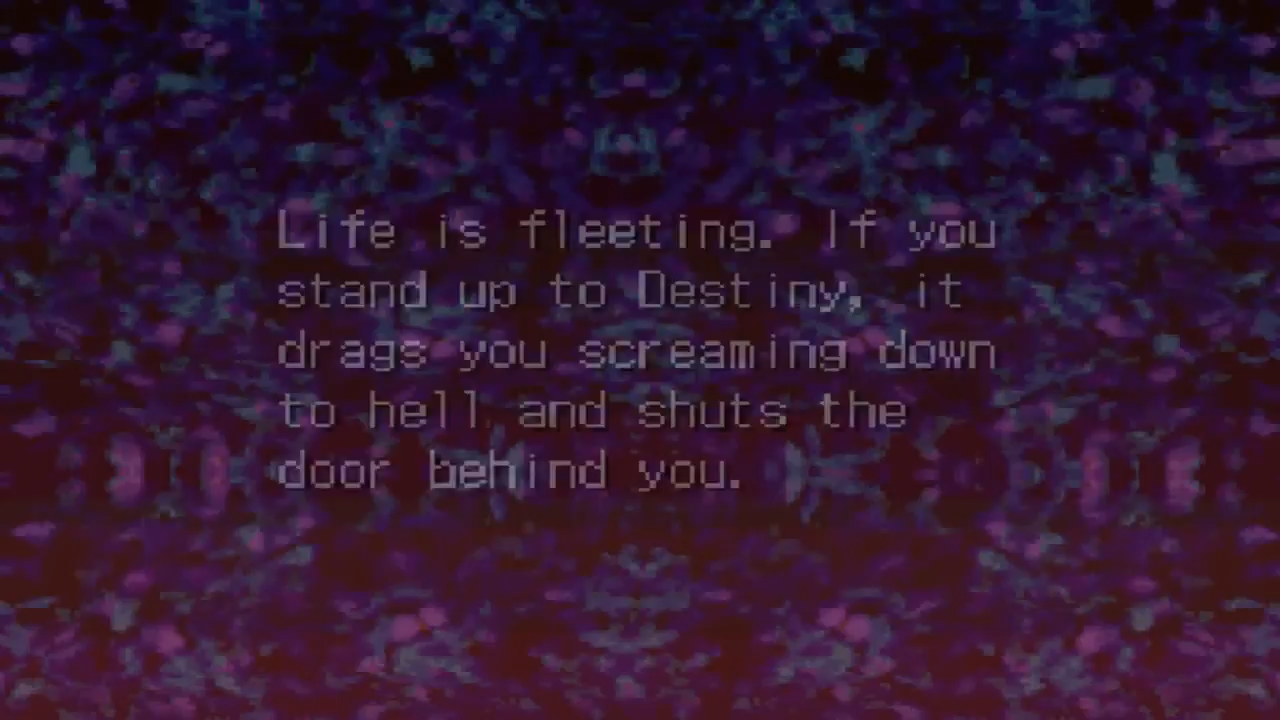 Life is fleeting. If you
stand up to Destiny, it
drags you screaming down
to hell and shuts the
door behind you.